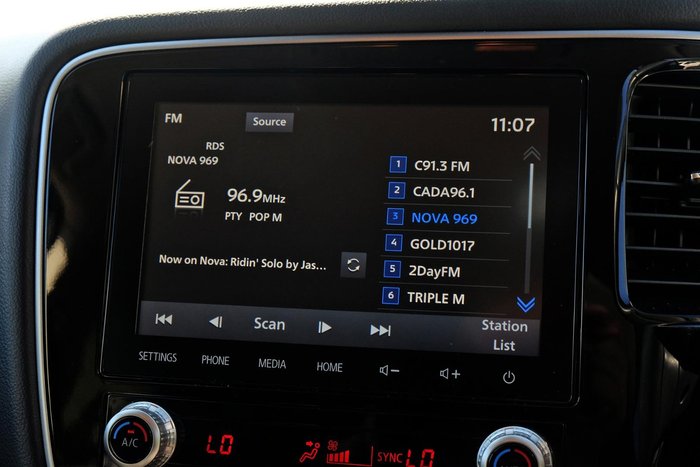 FM
Source
11:07
RDS
NOVA 969
96.9MHz
PTY POP M
Now on Nova: Ridin' Solo by Jas...
1 C91.3 FM
2 CADA96.1
3 NOVA 969
4 GOLD1017
5 2DayFM
6 TRIPLE M
Scan
Station
List
SETTINGS
PHONE
MEDIA
HOME
A/C
LO
SYNC
LO